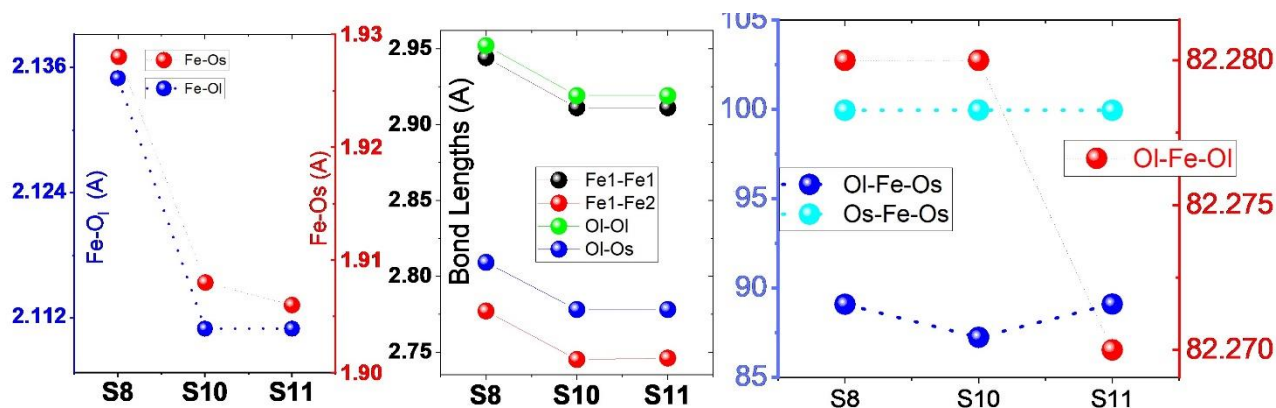 Fe-Ol (A)
2.136
2.124
2.112
Fe-Os
Fe-Ol
S8 S10 S11
1.93
1.92
1.91
1.90
Fe-Os (A)
Bond Lengths (A)
2.95
2.90
2.85
2.80
2.75
Fe1-Fe1
Fe1-Fe2
Ol-Ol
Ol-Os
S8 S10 S11
105
100
95
90
85
Ol-Fe-Ol
Ol-Fe-Os
Os-Fe-Os
S8 S10 S11
82.280
82.275
82.270